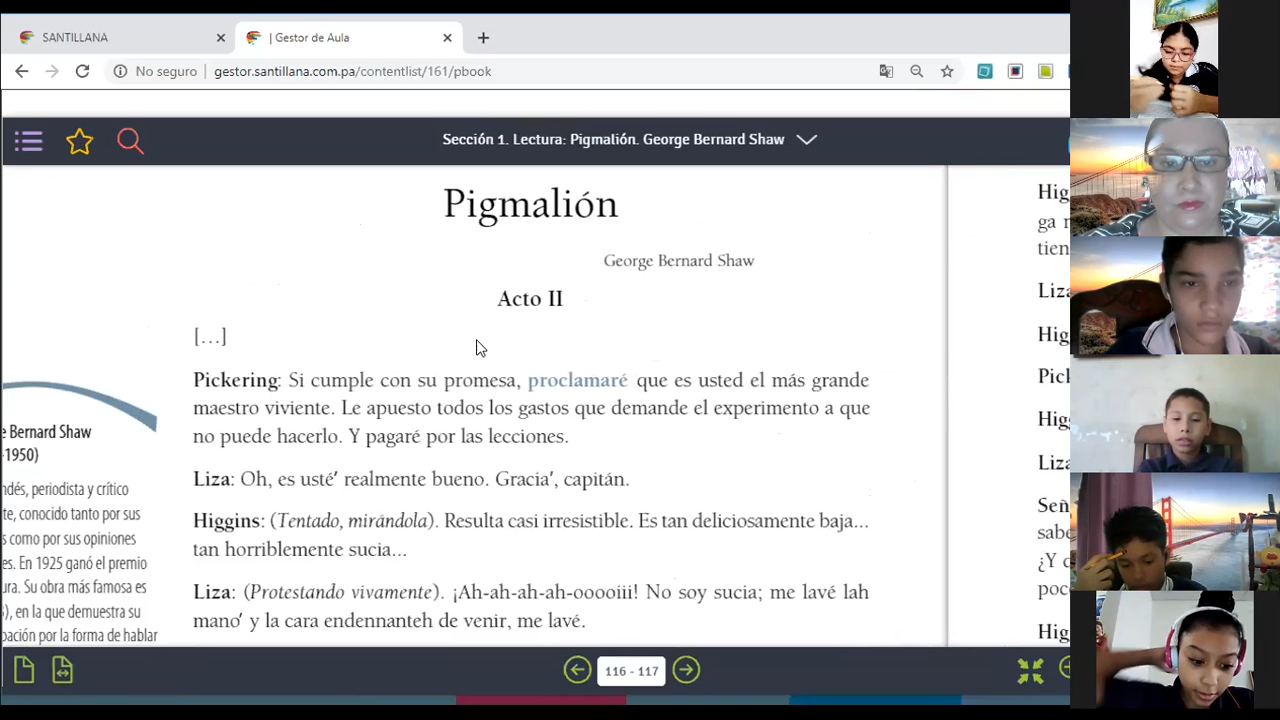 SANTILLANA
| Gestor de Aula
No seguro
gestor.santillana.com.pa/contentlist/161/pbook
Sección 1. Lectura: Pigmalión. George Bernard Shaw
Pigmalión
George Bernard Shaw
Acto II
[...]
Pickering: Si cumple con su promesa, proclamaré que es usted el más grande
maestro viviente. Le apuesto todos los gastos que demande el experimento a que
no puede hacerlo. Y pagaré por las lecciones.
Liza: Oh, es usté’ realmente bueno. Gracia’, capitán.
Higgins: (Tentado, mirándola). Resulta casi irresistible. Es tan deliciosamente baja...
tan horriblemente sucia...
Liza: (Protestando vivamente). ¡Ah-ah-ah-ah-ooooiii! No soy sucia; me lavé lah
mano’ y la cara endennanteh de venir, me lavé.
e Bernard Shaw
-1950)
ndés, periodista y crítico
te, conocido tanto por sus
s como por sus opiniones
es. En 1925 ganó el premio
ura. Su obra más famosa es
), en la que demuestra su
pación por la forma de hablar
Hig
ga
tien
Liza
Hig
Pick
Hig
Liza
Señ
sabe
¿Y
poc
Hig
116 - 117